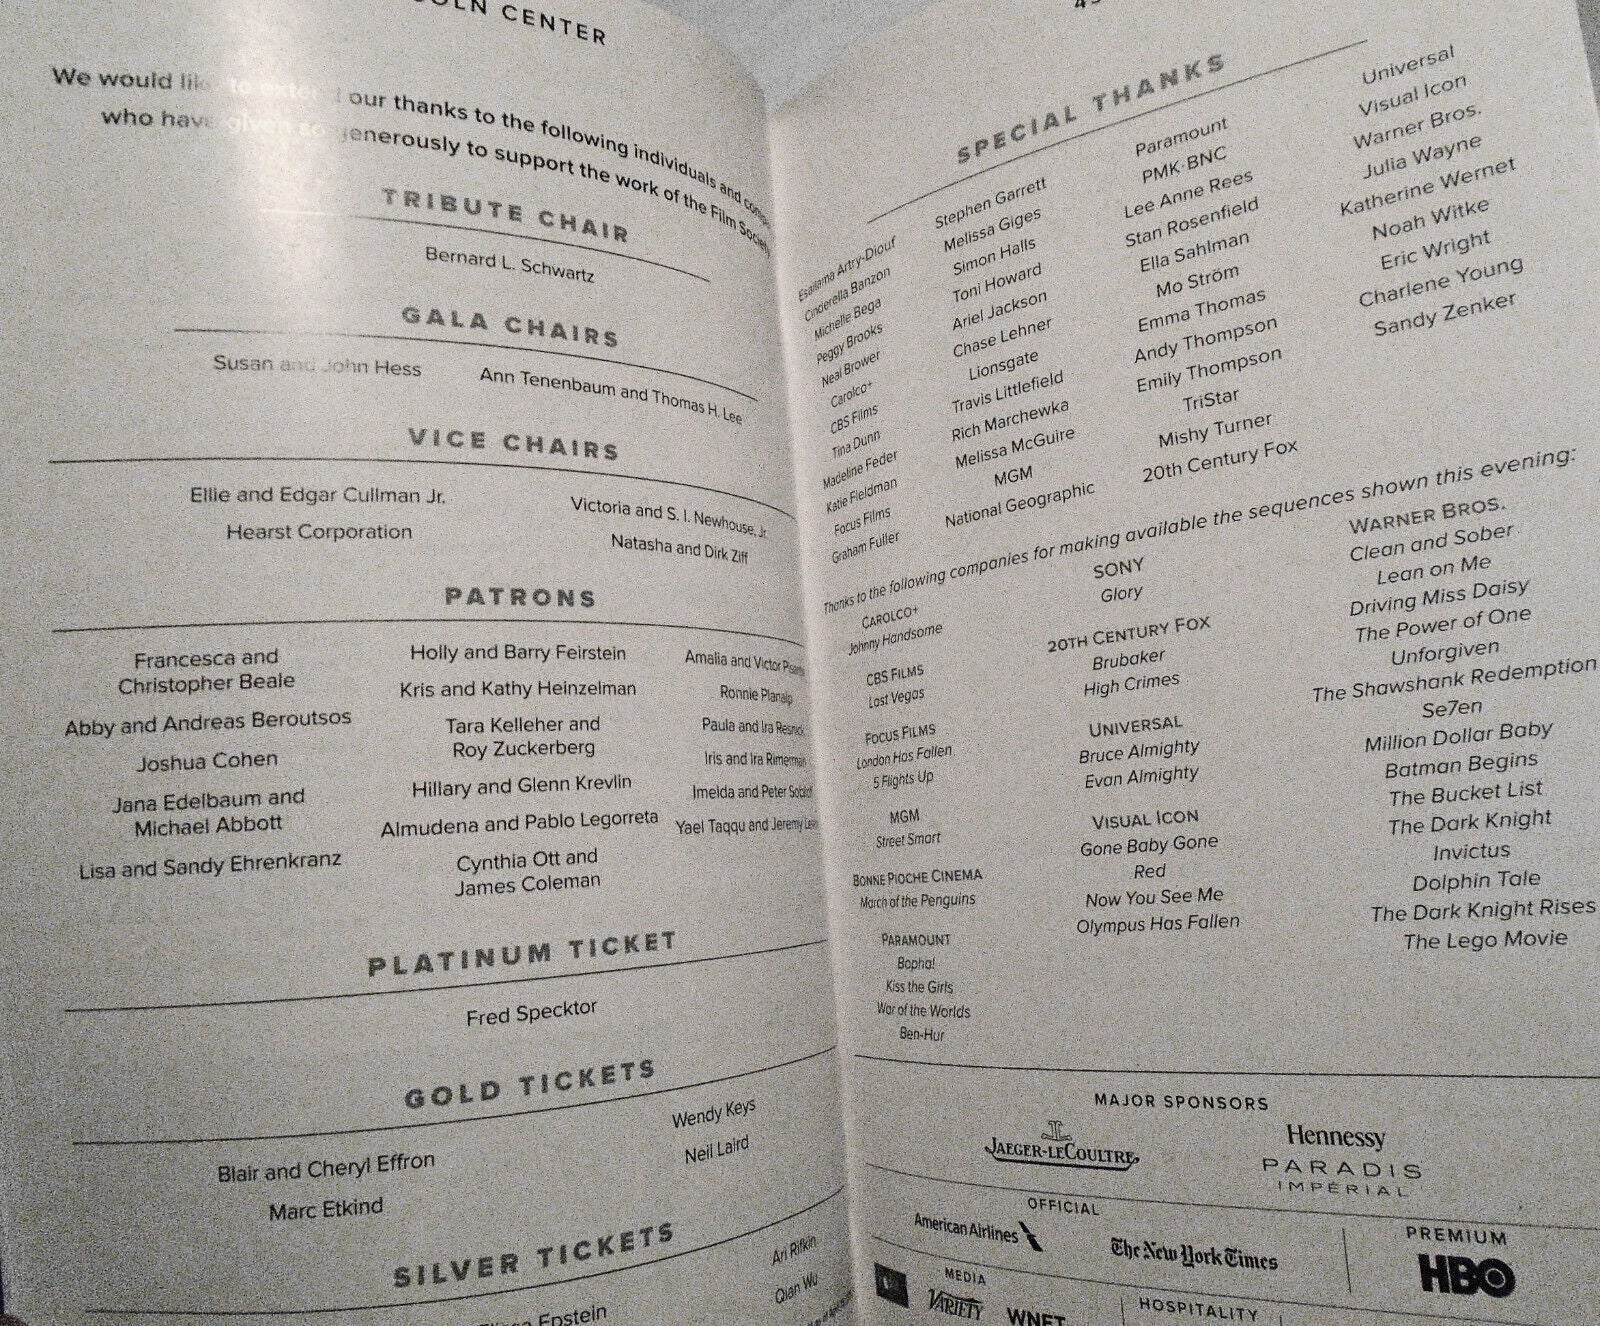 CENTER
We would like to extend our thanks to the following individuals and
who have given so generously to support the work of the Film Society
TRIBUTE CHAIR
Bernard L. Schwartz
GALA CHAIRS
Susan and John Hess
Ann Tenenbaum and Thomas H. Lee
VICE CHAIRS
Ellie and Edgar Cullman Jr.
Hearst Corporation
Victoria and S. I. Newhouse, Jr.
Natasha and Dirk Ziff
PATRONS
Francesca and
Christopher Beale
Abby and Andreas Beroutsos
Joshua Cohen
Jana Edelbaum and
Michael Abbott
Lisa and Sandy Ehrenkranz
Holly and Barry Feirstein
Kris and Kathy Heinzelman
Tara Kelleher and
Roy Zuckerberg
Hillary and Glenn Krevlin
Almudena and Pablo Legorreta
Cynthia Ott and
James Coleman
Amalia and Victor
Ronnie Planalp
Paula and Ira Resnick
Iris and Ira Rimerman
Imelda and Peter
Yael Taqqu and Jeremy
PLATINUM TICKET
Fred Specktor
GOLD TICKETS
Blair and Cheryl Effron
Marc Etkind
Wendy Keys
Neil Laird
SILVER TICKETS
Epstein
Ari Rifkin
Qian Wu
SPECIAL THANKS
Esailama Artry-Diouf
Cinderella Banzon
Michelle Bega
Peggy Brooks
Neal Brower
Carolco+
CBS Films
Tina Dunn
Madeline Feder
Katie Fieldman
Focus Films
Graham Fuller
Stephen Garrett
Melissa Giges
Simon Halls
Toni Howard
Ariel Jackson
Chase Lehner
Lionsgate
Travis Littlefield
Rich Marchewka
Melissa McGuire
MGM
National Geographic
Paramount
PMK•BNC
Lee Anne Rees
Stan Rosenfield
Ella Sahlman
Mo Ström
Emma Thomas
Andy Thompson
Emily Thompson
TriStar
Mishy Turner
20th Century Fox
Universal
Visual Icon
Warner Bros.
Julia Wayne
Katherine Wernet
Noah Witke
Eric Wright
Charlene Young
Sandy Zenker
Thanks to the following companies for making available the sequences shown this evening:
CAROLCO+
Johnny Handsome
CBS FILMS
Last Vegas
FOCUS FILMS
London Has Fallen
5 Flights Up
MGM
Street Smart
BONNE PIOCHE CINEMA
March of the Penguins
PARAMOUNT
Bopha!
Kiss the Girls
War of the Worlds
Ben-Hur
SONY
Glory
20TH CENTURY FOX
Brubaker
High Crimes
UNIVERSAL
Bruce Almighty
Evan Almighty
VISUAL ICON
Gone Baby Gone
Red
Now You See Me
Olympus Has Fallen
WARNER BROS.
Clean and Sober
Lean on Me
Driving Miss Daisy
The Power of One
Unforgiven
The Shawshank Redemption
Se7en
Million Dollar Baby
Batman Begins
The Bucket List
The Dark Knight
Invictus
Dolphin Tale
The Dark Knight Rises
The Lego Movie
MAJOR SPONSORS
JAEGER-LECOULTRE
Hennessy
PARADIS
IMPÉRIAL
OFFICIAL
American Airlines
The New York Times
PREMIUM
HBO
MEDIA
VARIETY
WNET
HOSPITALITY